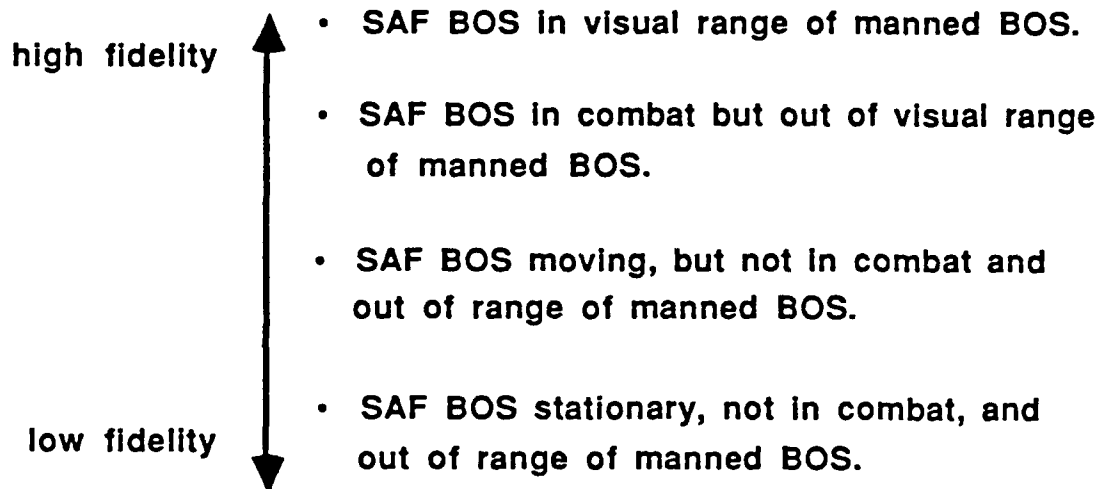 high fidelity
• SAF BOS in visual range of manned BOS.
• SAF BOS in combat but out of visual range
of manned BOS.
• SAF BOS moving, but not in combat and
out of range of manned BOS.
low fidelity
• SAF BOS stationary, not in combat, and
out of range of manned BOS.